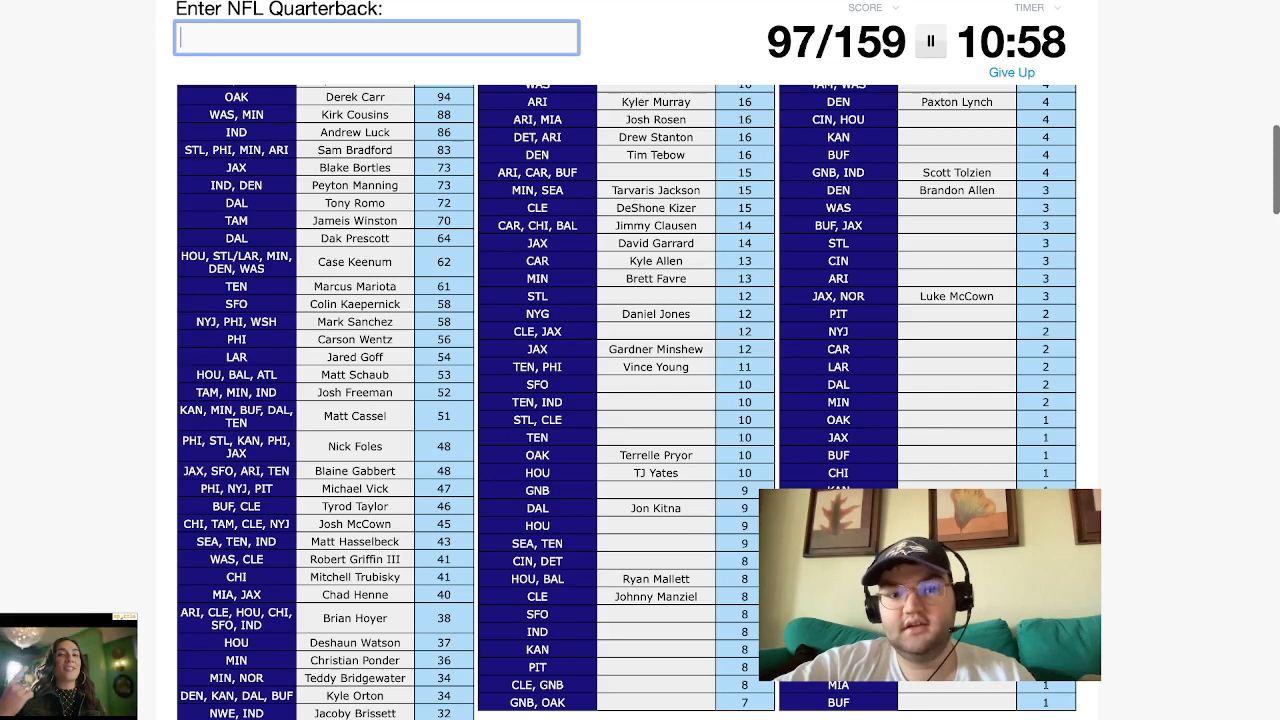 Enter NFL Quarterback:
SCORE
TIMER
97/159
10:58
Give Up
OAK Derek Carr 94
WAS, MIN Kirk Cousins 88
IND Andrew Luck 86
STL, PHI, MIN, ARI Sam Bradford 83
JAX Blake Bortles 73
IND, DEN Peyton Manning 73
DAL Tony Romo 72
TAM Jameis Winston 70
DAL Dak Prescott 64
HOU, STL/LAR, MIN,
DEN, WAS Case Keenum 62
TEN Marcus Mariota 61
SFO Colin Kaepernick 58
NYJ, PHI, WSH Mark Sanchez 58
PHI Carson Wentz 56
LAR Jared Goff 54
HOU, BAL, ATL Matt Schaub 53
TAM, MIN, IND Josh Freeman 52
KAN, MIN, BUF, DAL,
TEN Matt Cassel 51
PHI, STL, KAN, PHI,
JAX Nick Foles 48
JAX, SFO, ARI, TEN Blaine Gabbert 48
PHI, NYJ, PIT Michael Vick 47
BUF, CLE Tyrod Taylor 46
CHI, TAM, CLE, NYJ Josh McCown 45
SEA, TEN, IND Matt Hasselbeck 43
WAS, CLE Robert Griffin III 41
CHI Mitchell Trubisky 41
MIA, JAX Chad Henne 40
ARI, CLE, HOU, CHI,
SFO, IND Brian Hoyer 38
HOU Deshaun Watson 37
MIN Christian Ponder 36
MIN, NOR Teddy Bridgewater 34
DEN, KAN, DAL, BUF Kyle Orton 34
NWE, IND Jacoby Brissett 32
ARI Kyler Murray 16
ARI, MIA Josh Rosen 16
DET, ARI Drew Stanton 16
DEN Tim Tebow 16
ARI, CAR, BUF 15
MIN, SEA Tarvaris Jackson 15
CLE DeShone Kizer 15
CAR, CHI, BAL Jimmy Clausen 14
JAX David Garrard 14
CAR Kyle Allen 13
MIN Brett Favre 13
STL 12
NYG Daniel Jones 12
CLE, JAX 12
JAX Gardner Minshew 12
TEN, PHI Vince Young 11
SFO 10
TEN, IND 10
STL, CLE 10
TEN 10
OAK Terrelle Pryor 10
HOU TJ Yates 10
GNB 9
DAL Jon Kitna 9
HOU 9
SEA, TEN 9
CIN, DET 8
HOU, BAL Ryan Mallett 8
CLE Johnny Manziel 8
SFO 8
IND 8
KAN 8
PIT 8
CLE, GNB 8
GNB, OAK 7
DEN Paxton Lynch 4
CIN, HOU 4
KAN 4
BUF 4
GNB, IND Scott Tolzien 4
DEN Brandon Allen 3
WAS 3
BUF, JAX 3
STL 3
CIN 3
ARI 3
JAX, NOR Luke McCown 3
PIT 2
NYJ 2
CAR 2
LAR 2
DAL 2
MIN 2
OAK 1
JAX 1
BUF 1
CHI 1
MIA 1
BUF 1